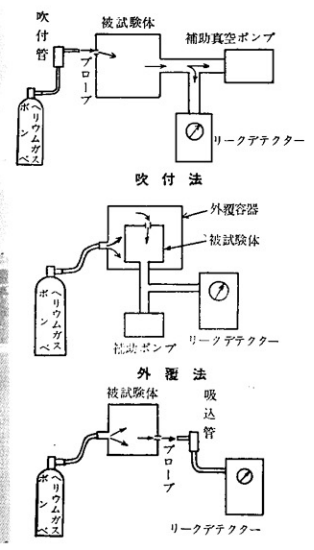 吹付管
被試験体
補助真空ポンプ
プローブ
ヘリウムガスボンベ
リークデテクター
吹付法
外覆容器
被試験体
ヘリウムガスボンベ
補助ポンプ
リークデテクター
外覆法
被試験体
吸込管
プローブ
ヘリウムガスボンベ
リークデテクター